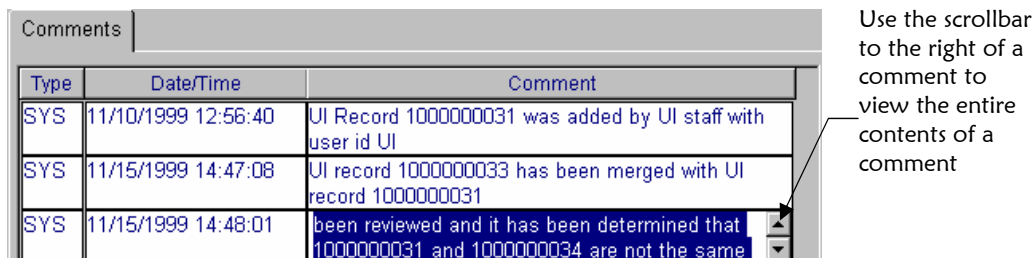 Comments
Type Date/Time Comment
SYS 11/10/1999 12:56:40 UI Record 1000000031 was added by UI staff with
user id UI
SYS 11/15/1999 14:47:08 UI record 1000000033 has been merged with UI
record 1000000031
SYS 11/15/1999 14:48:01 been reviewed and it has been determined that
1000000031 and 1000000034 are not the same
Use the scrollbar
to the right of a
comment to
view the entire
contents of a
comment